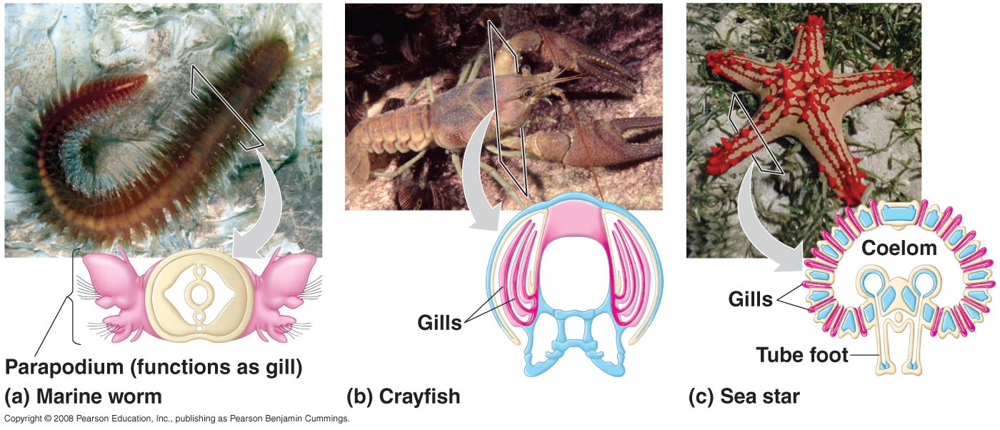 Coelom
Gills
Gills
Tube foot
Parapodium (functions as gill)
(a) Marine worm
(b) Crayfish
(c) Sea star
Copyright © 2008 Pearson Education, Inc., publishing as Pearson Benjamin Cummings.